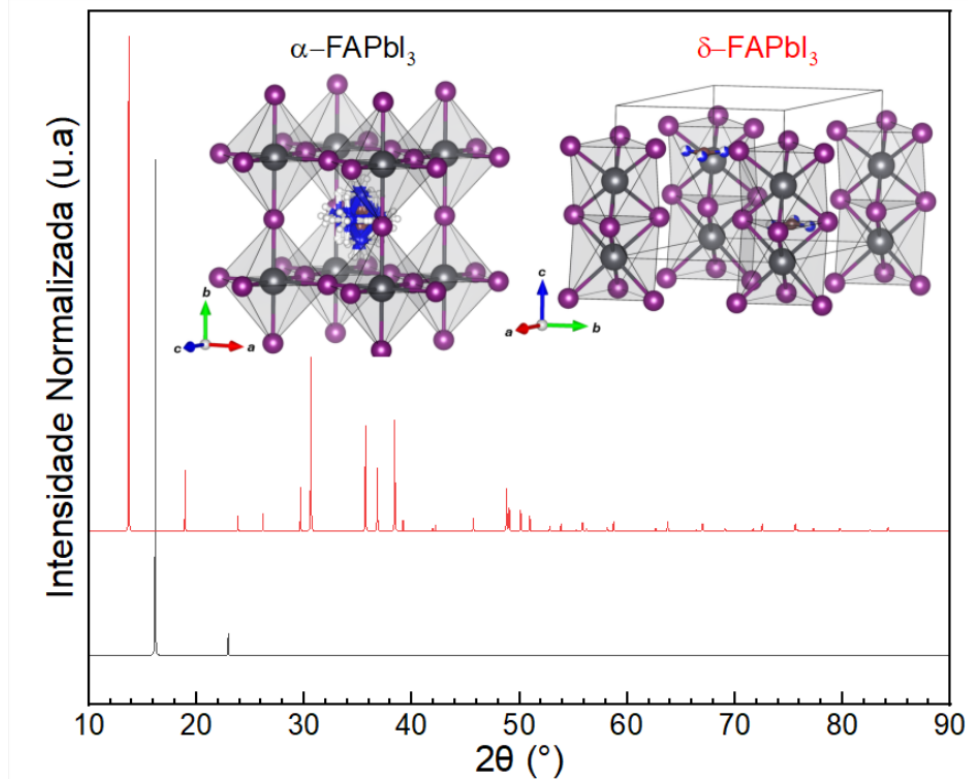 α–FAPbI₃
δ–FAPbI₃
b
c
a
c
a
b
Intensidade Normalizada (u.a)
10 20 30 40 50 60 70 80 90
2θ (°)